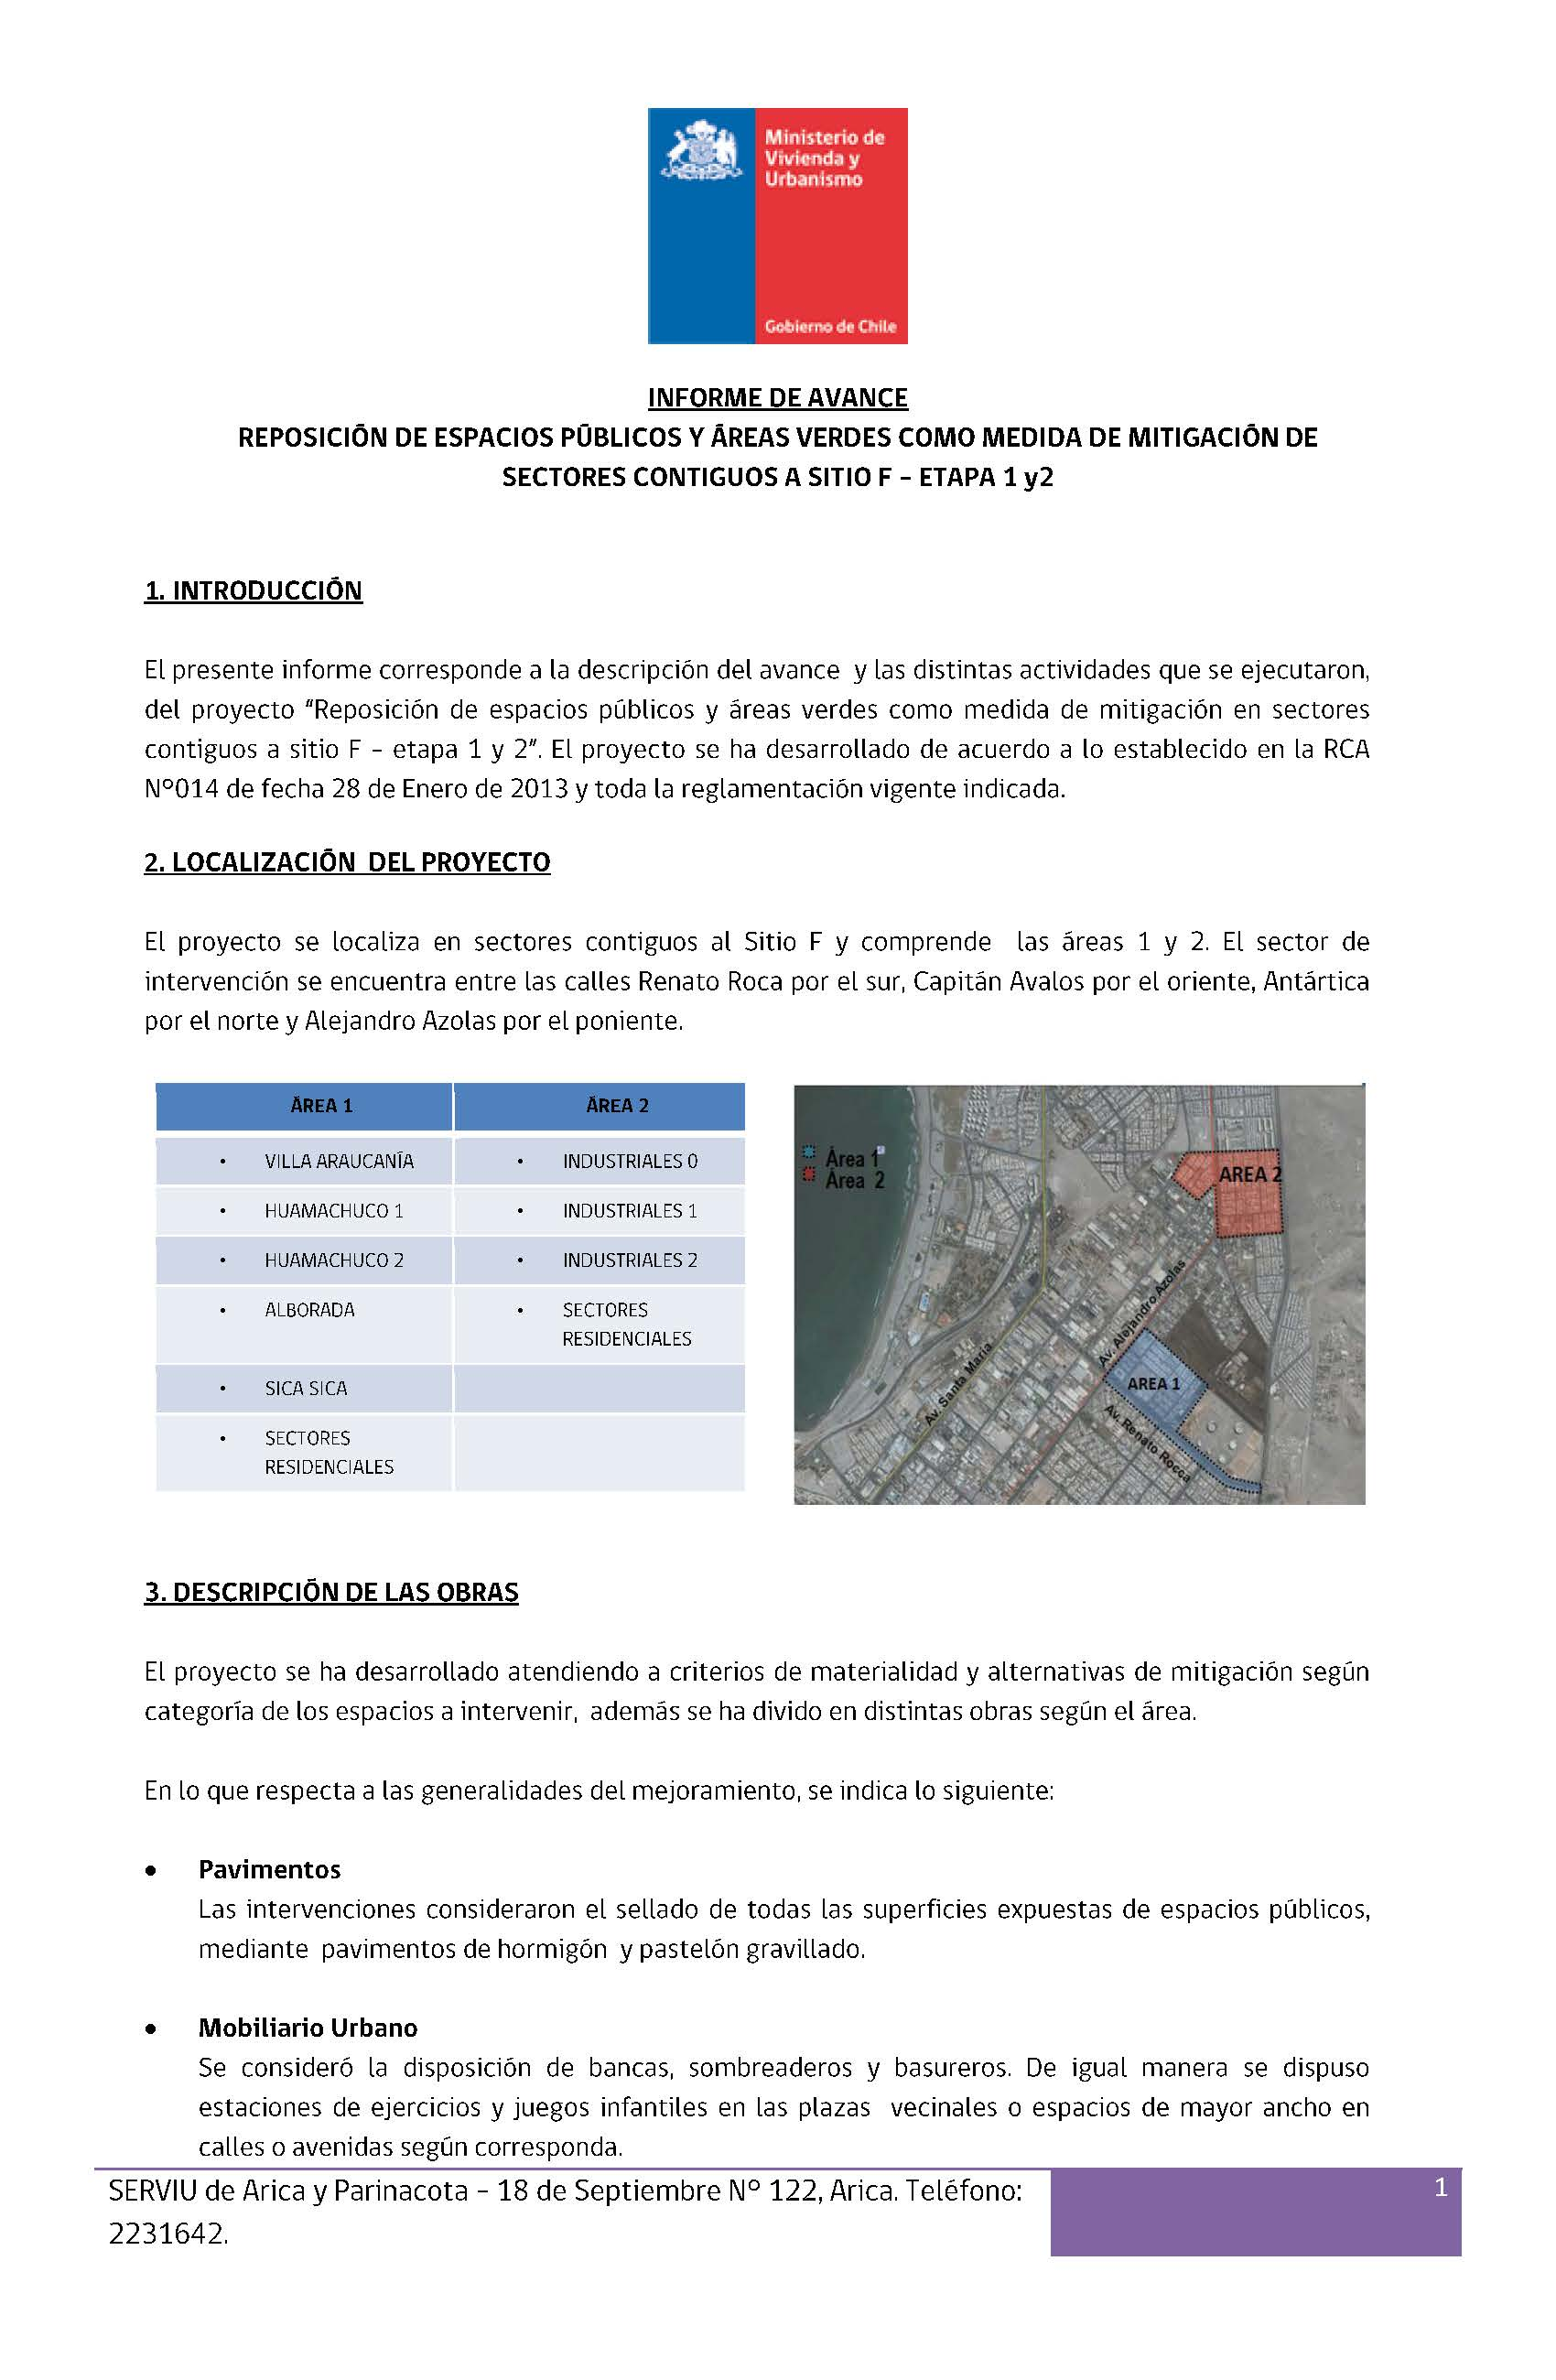 Ministerio de
Vivienda y
Urbanismo
Gobierno de Chile
INFORME DE AVANCE
REPOSICIÓN DE ESPACIOS PÚBLICOS Y ÁREAS VERDES COMO MEDIDA DE MITIGACIÓN DE
SECTORES CONTIGUOS A SITIO F – ETAPA 1 y2
1. INTRODUCCIÓN
El presente informe corresponde a la descripción del avance y las distintas actividades que se ejecutaron,
del proyecto “Reposición de espacios públicos y áreas verdes como medida de mitigación en sectores
contiguos a sitio F – etapa 1 y 2”. El proyecto se ha desarrollado de acuerdo a lo establecido en la RCA
Nº014 de fecha 28 de Enero de 2013 y toda la reglamentación vigente indicada.
2. LOCALIZACIÓN DEL PROYECTO
El proyecto se localiza en sectores contiguos al Sitio F y comprende las áreas 1 y 2. El sector de
intervención se encuentra entre las calles Renato Roca por el sur, Capitán Avalos por el oriente, Antártica
por el norte y Alejandro Azolas por el poniente.
ÁREA 1 ÁREA 2
• VILLA ARAUCANÍA • INDUSTRIALES 0
• HUAMACHUCO 1 • INDUSTRIALES 1
• HUAMACHUCO 2 • INDUSTRIALES 2
• ALBORADA • SECTORES
RESIDENCIALES
• SICA SICA
• SECTORES
RESIDENCIALES
Área 1
Área 2
AREA 2
Av. Alejandro Azolas
Av. Santa Maria
AREA 1
Av. Renato Rocca
3. DESCRIPCIÓN DE LAS OBRAS
El proyecto se ha desarrollado atendiendo a criterios de materialidad y alternativas de mitigación según
categoría de los espacios a intervenir, además se ha divido en distintas obras según el área.
En lo que respecta a las generalidades del mejoramiento, se indica lo siguiente:
• Pavimentos
Las intervenciones consideraron el sellado de todas las superficies expuestas de espacios públicos,
mediante pavimentos de hormigón y pastelón gravillado.
• Mobiliario Urbano
Se consideró la disposición de bancas, sombreaderos y basureros. De igual manera se dispuso
estaciones de ejercicios y juegos infantiles en las plazas vecinales o espacios de mayor ancho en
calles o avenidas según corresponda.
SERVIU de Arica y Parinacota – 18 de Septiembre Nº 122, Arica. Teléfono:
2231642.
1